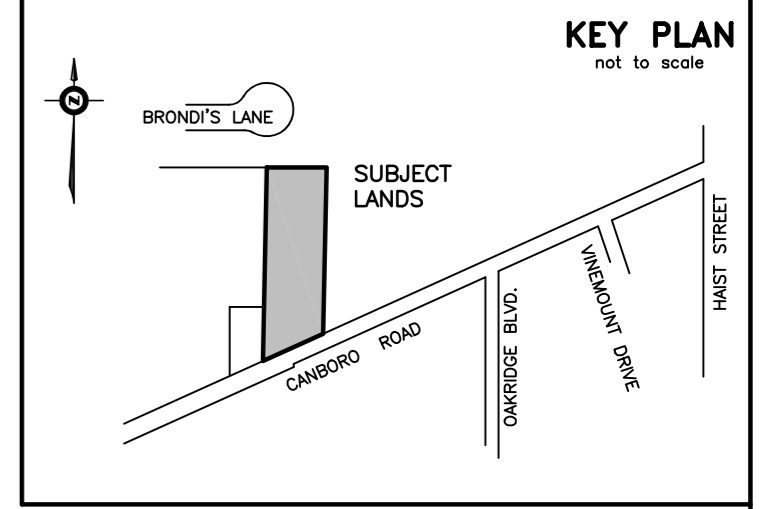 KEY PLAN
not to scale
N
BRONDI'S LANE
SUBJECT
LANDS
CANBORO ROAD
OAKRIDGE BLVD.
VINEMOUNT DRIVE
HAIST STREET